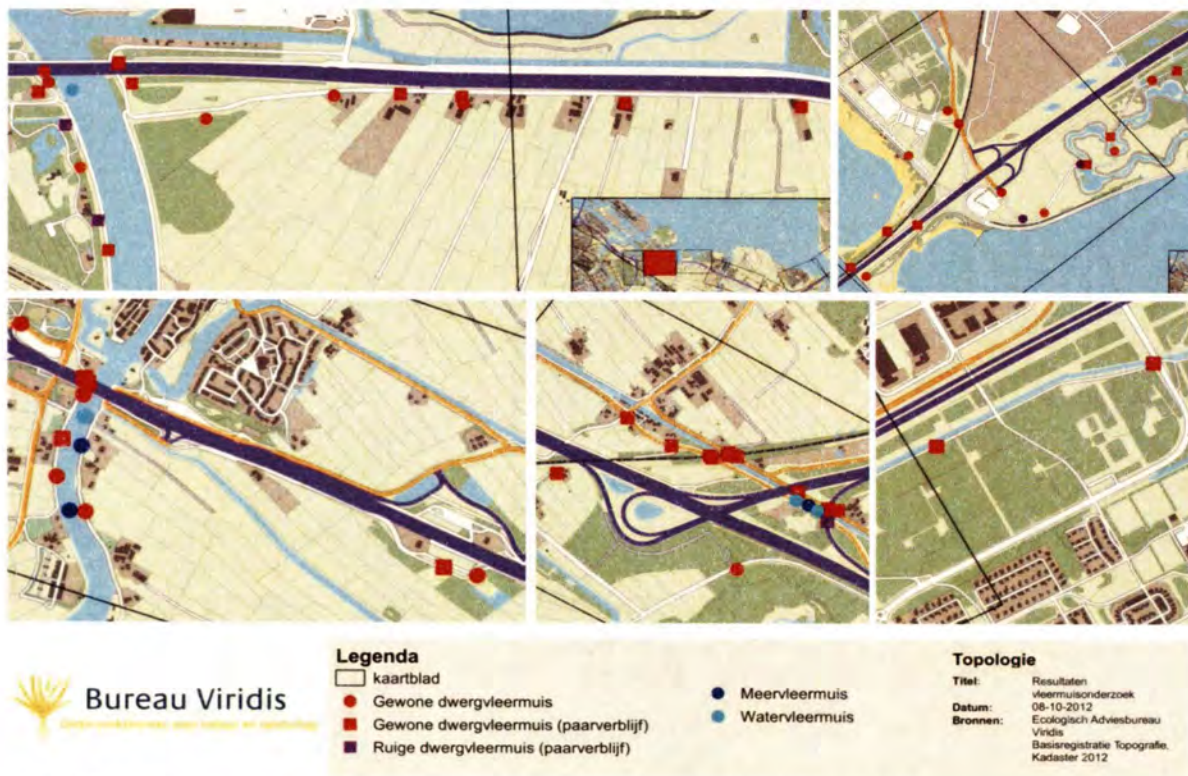 Bureau Viridis
Legenda
kaartblad
Gewone dwergvleermuis
Gewone dwergvleermuis (paarverblijf)
Ruige dwergvleermuis (paarverblijf)
Meervleermuis
Watervleermuis
Topologie
Titel: Resultaten
vleermuisonderzoek
Datum: 08-10-2012
Bronnen: Ecologisch Adviesbureau
Viridis
Basisregistratie Topografie,
Kadaster 2012